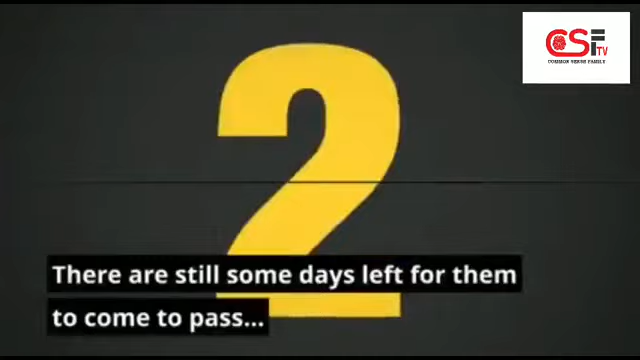 CSF TV
COMMON SENSE FAMILY
2
There are still some days left for them
to come to pass...